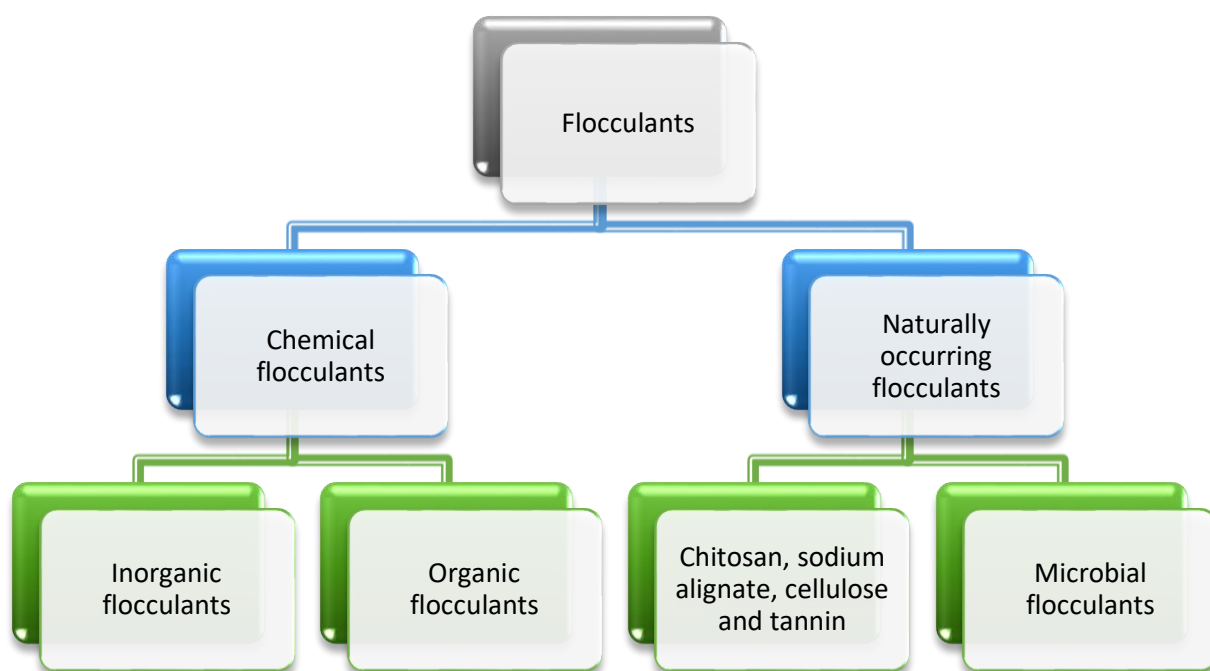 Flocculants
Chemical
flocculants
Naturally
occurring
flocculants
Inorganic
flocculants
Organic
flocculants
Chitosan, sodium
alignate, cellulose
and tannin
Microbial
flocculants